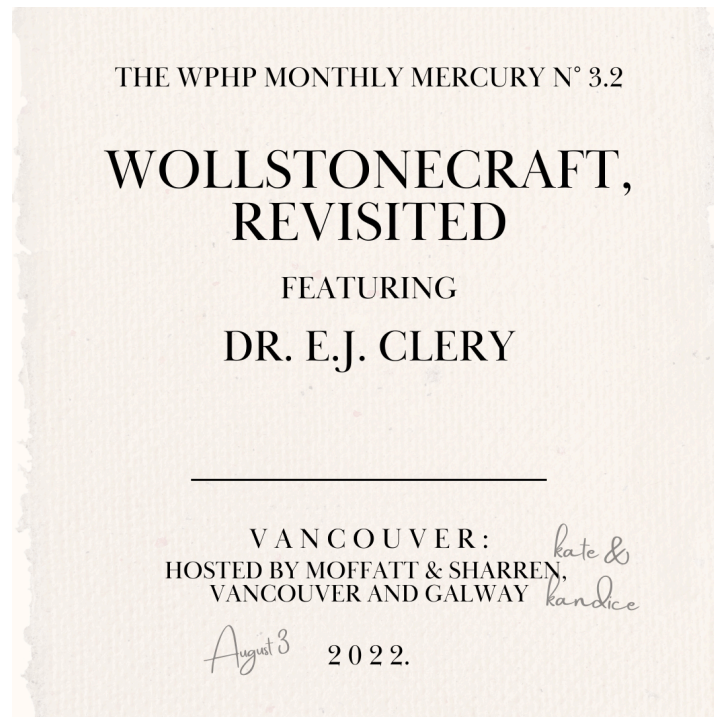 THE WPHP MONTHLY MERCURY N° 3.2
WOLLSTONECRAFT,
REVISITED
FEATURING
DR. E.J. CLERY
VANCOUVER:
kate &
HOSTED BY MOFFATT & SHARREN,
VANCOUVER AND GALWAY
kandice
August 3
2022.